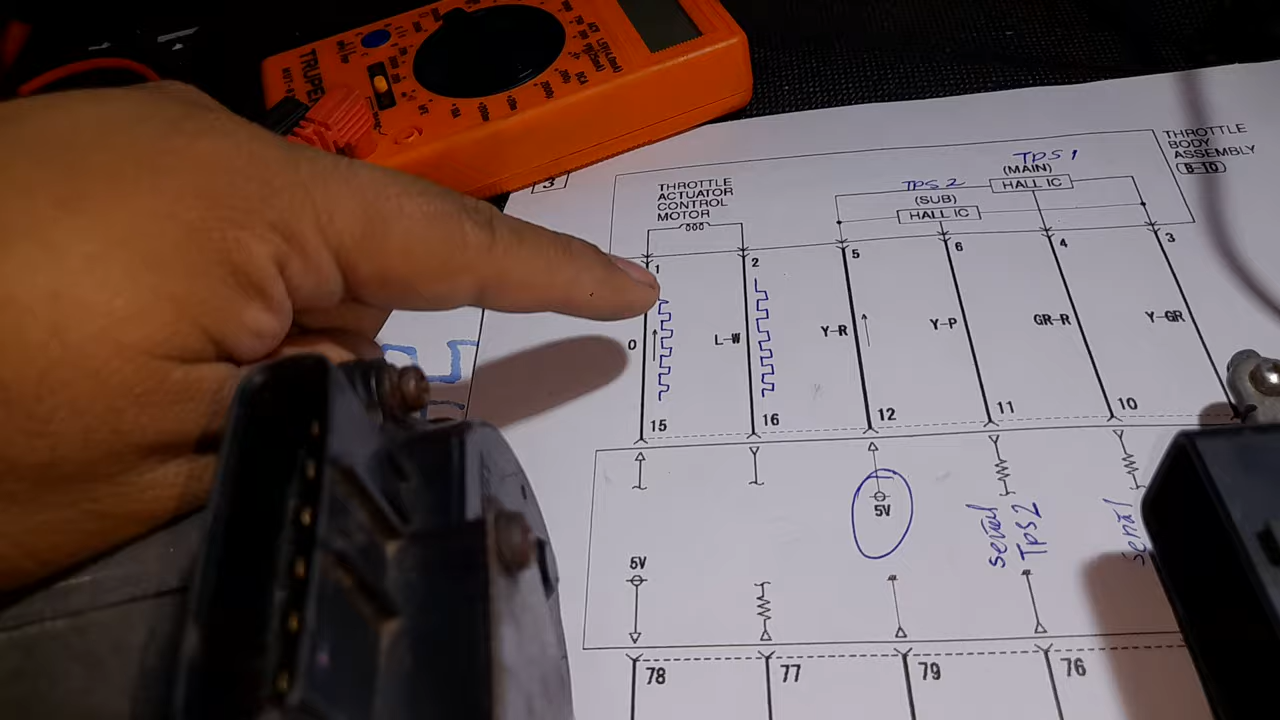 TRUPER
3
THROTTLE
ACTUATOR
CONTROL
MOTOR
TPS 2
(SUB)
HALL IC
TPS 1
(MAIN)
HALL IC
THROTTLE
BODY
ASSEMBLY
B-10
1
2
5
6
4
3
O
L-W
Y-R
Y-P
GR-R
Y-GR
15
16
12
11
10
5V
señal
TPS 2
señal
5V
78
77
79
76